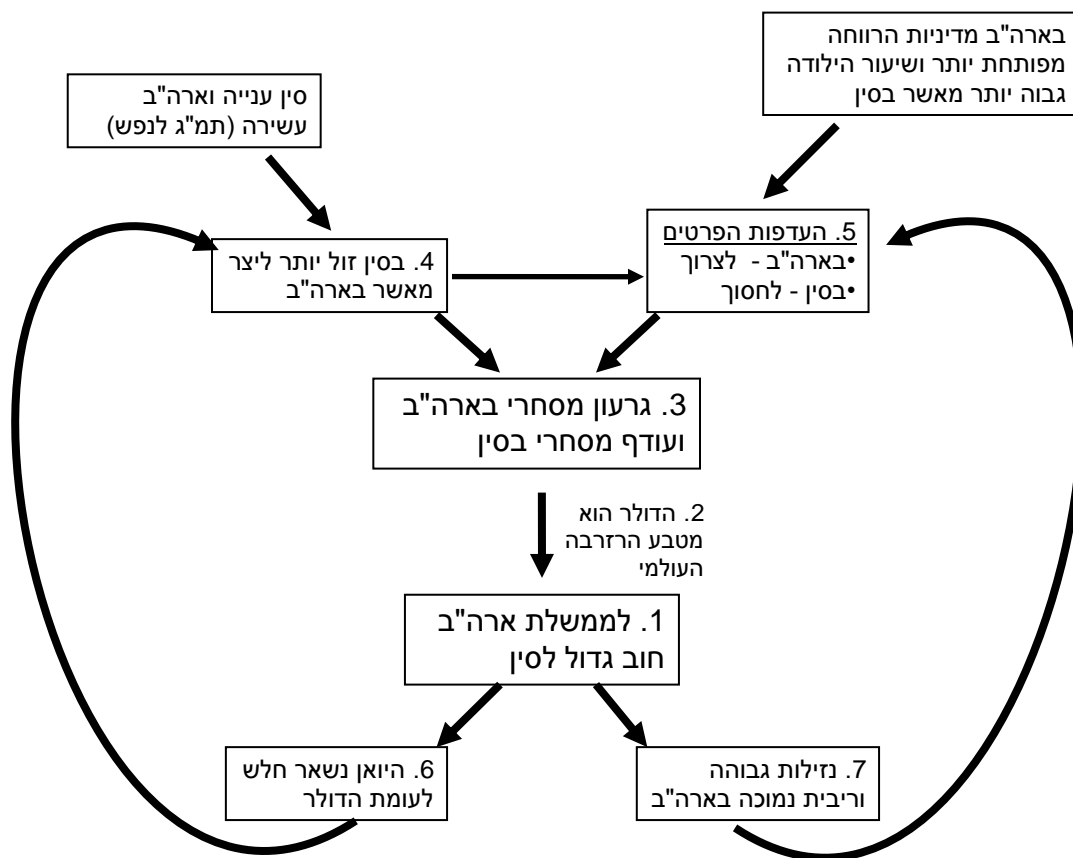 בארה"ב מדיניות הרווחה
מפותחת יותר ושיעור הילודה
גבוה יותר מאשר בסין
סין ענייה וארה"ב
עשירה (תמ"ג לנפש)
5. העדפות הפרטים
•בארה"ב - לצרוך
•בסין - לחסוך
4. בסין זול יותר ליצר
מאשר בארה"ב
3. גרעון מסחרי בארה"ב
ועודף מסחרי בסין
2. הדולר הוא
מטבע הרזרבה
העולמי
1. לממשלת ארה"ב
חוב גדול לסין
7. נזילות גבוהה
וריבית נמוכה בארה"ב
6. היואן נשאר חלש
לעומת הדולר